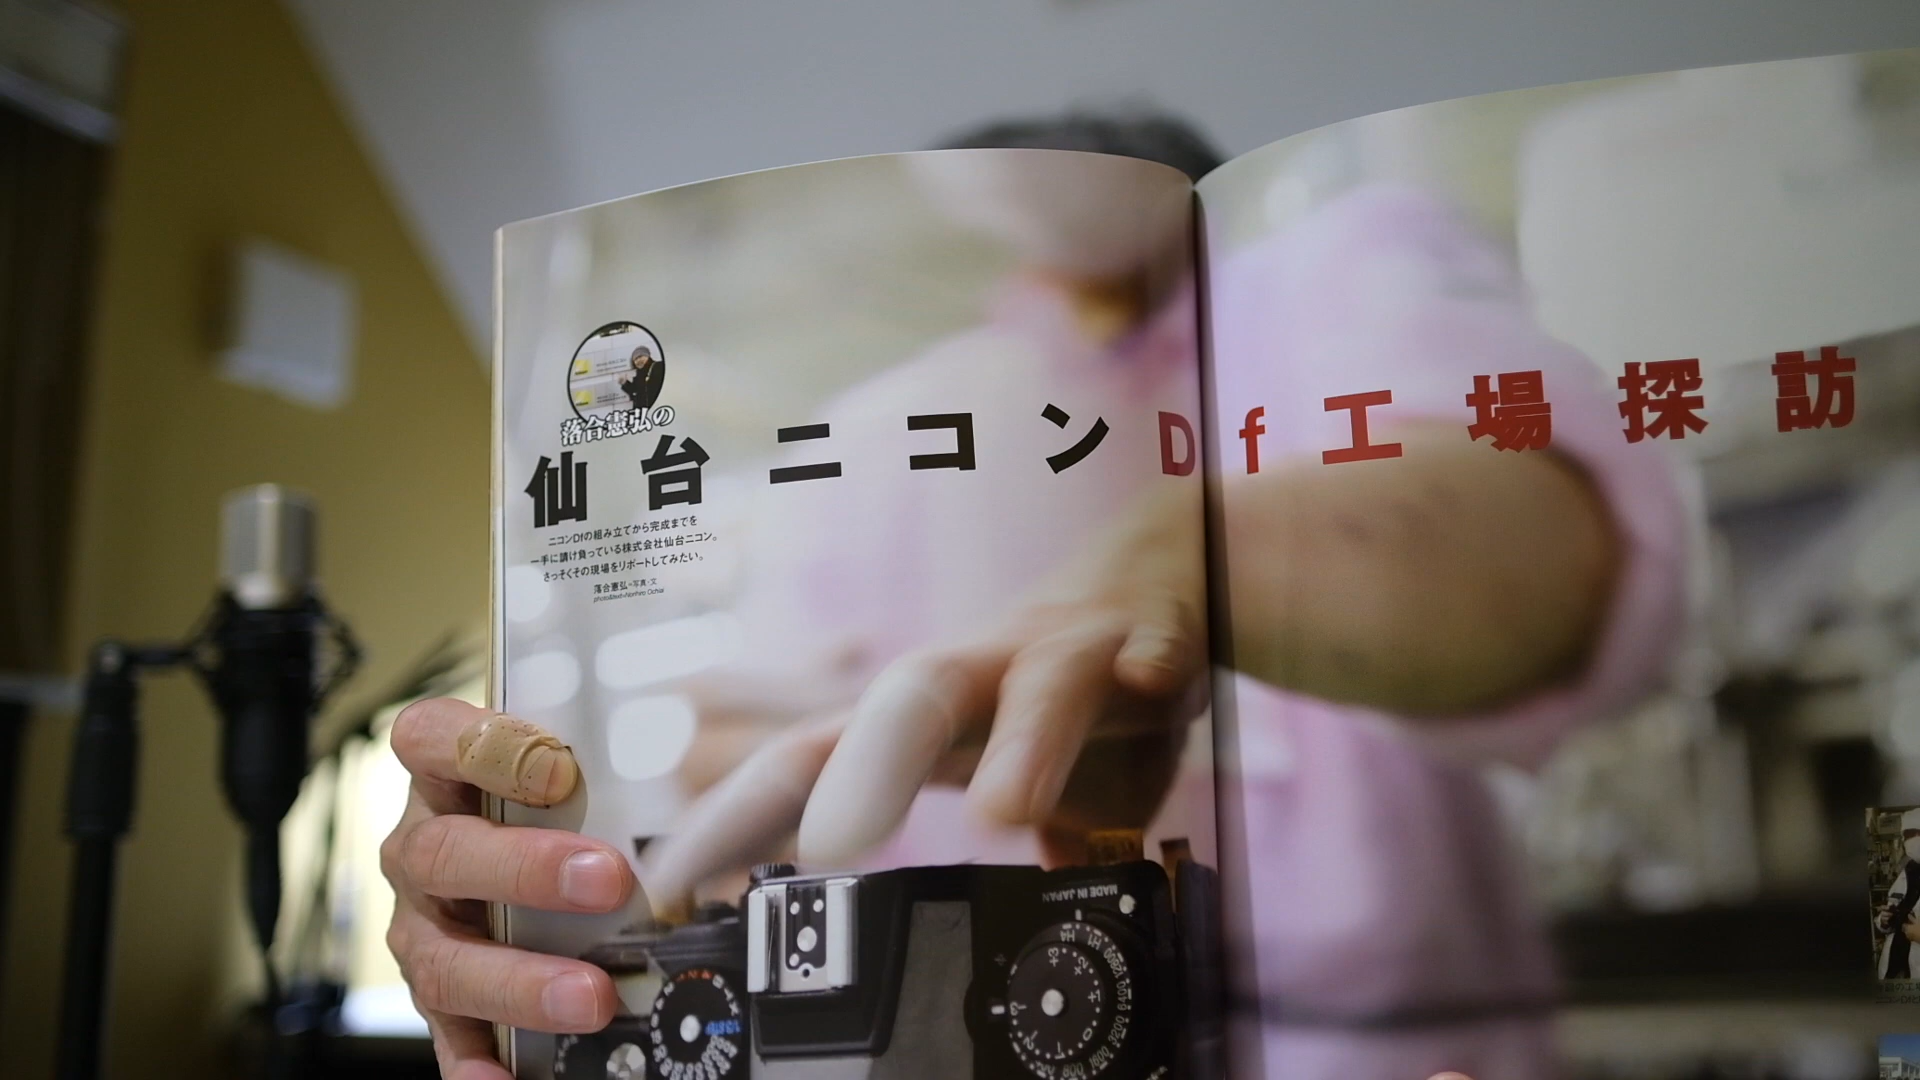 落合憲弘の
仙台ニコンDf工場探訪
ニコンDfの組み立てから完成までを
一手に請け負っている株式会社仙台ニコン。
さっそくその現場をリポートしてみたい。
落合憲弘=写真・文
photo&text=Norihiro Ochiai
MADE IN JAPAN